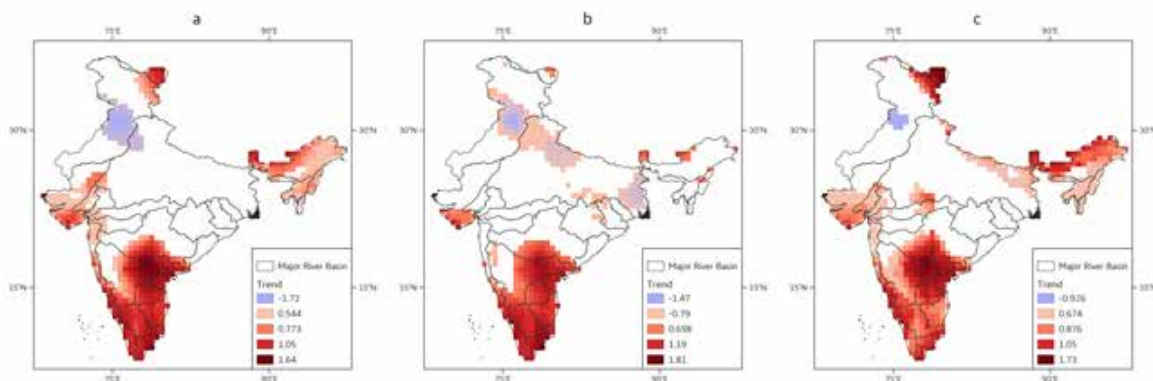 a
75°E 90°E
30°N 30°N
15°N 15°N
Major River Basin
Trend
-1.72
0.544
0.773
1.05
1.64
75°E 90°E
b
75°E 90°E
30°N 30°N
15°N 15°N
Major River Basin
Trend
-1.47
-0.79
0.698
1.19
1.81
75°E 90°E
c
75°E 90°E
30°N 30°N
15°N 15°N
Major River Basin
Trend
-0.926
0.674
0.876
1.05
1.73
75°E 90°E